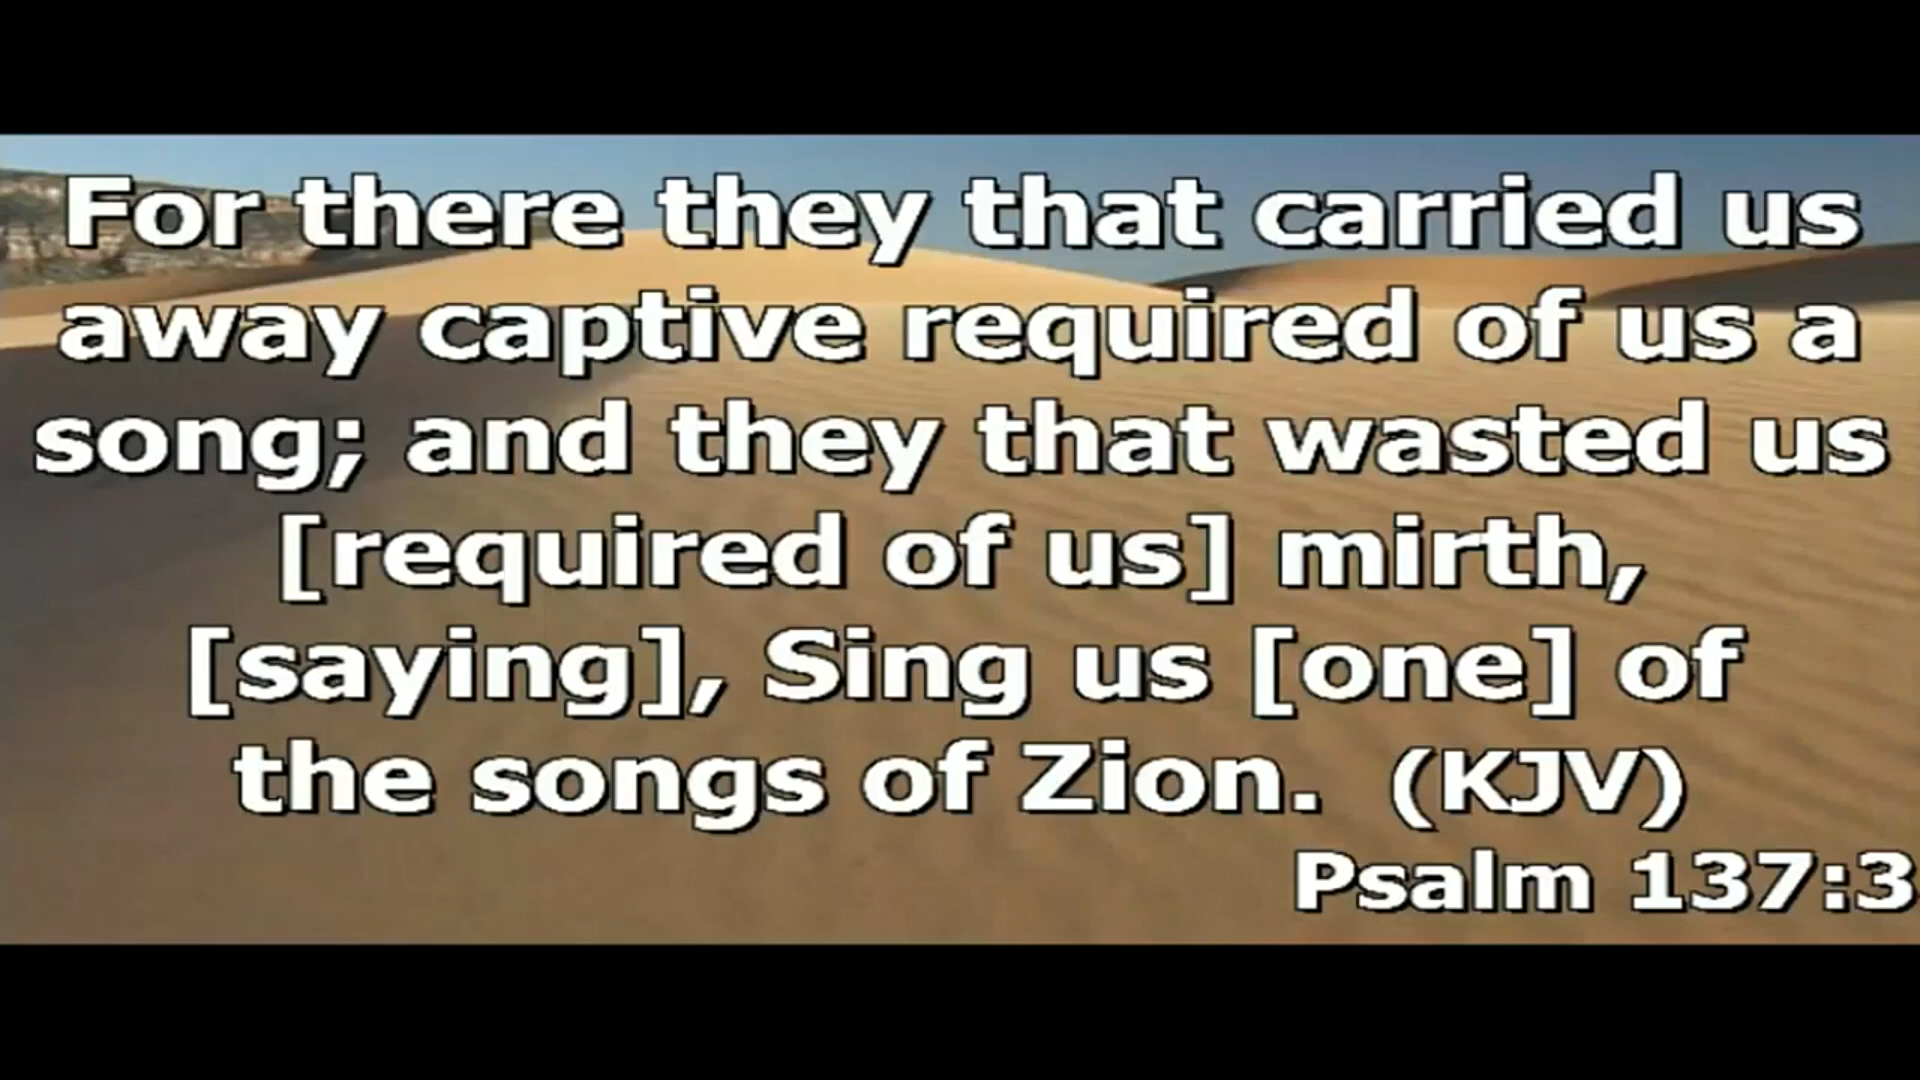 For there they that carried us
away captive required of us a
song; and they that wasted us
[required of us] mirth,
[saying], Sing us [one] of
the songs of Zion.  (KJV)
Psalm 137:3